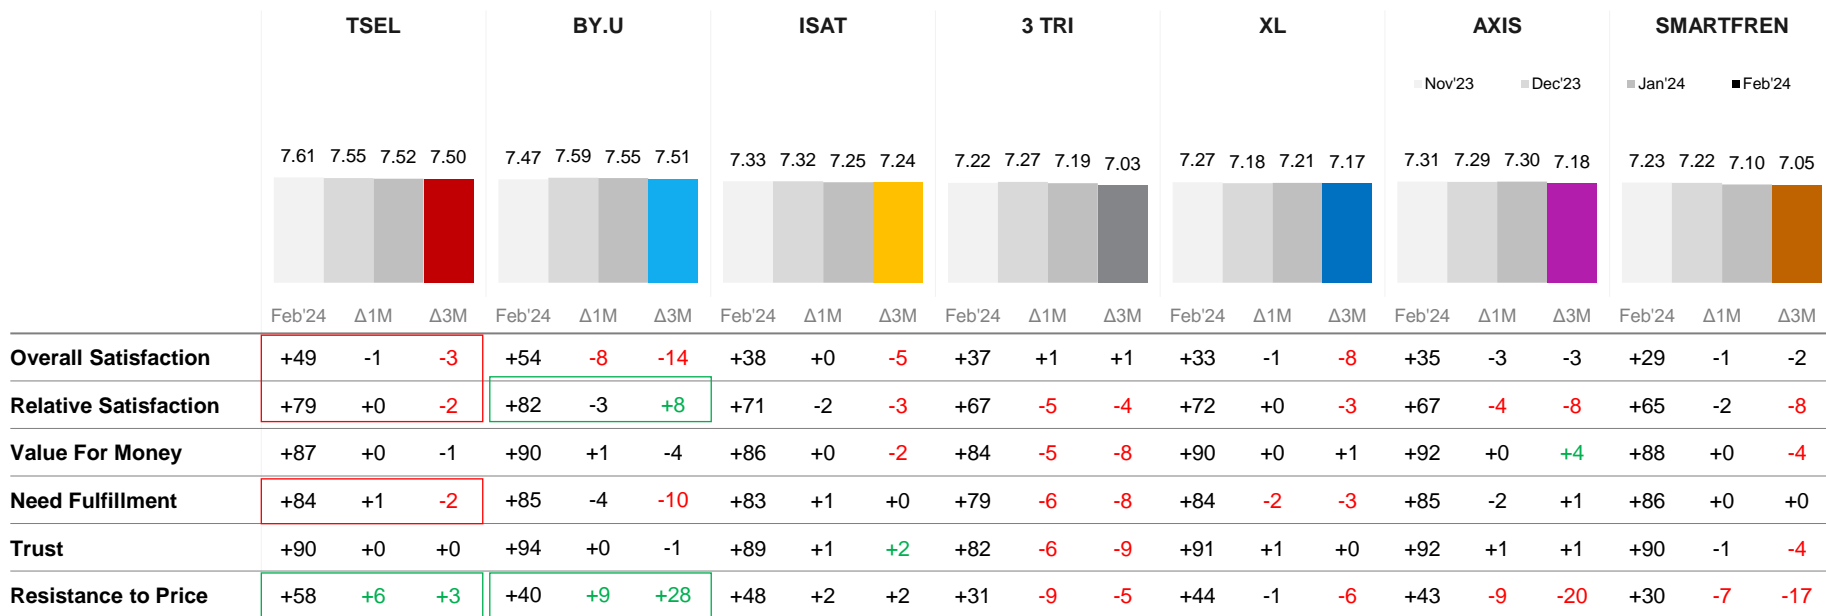 TSEL BY.U ISAT 3 TRI XL AXIS SMARTFREN
Nov'23 Dec'23 Jan'24 Feb'24
7.61 7.55 7.52 7.50 7.47 7.59 7.55 7.51 7.33 7.32 7.25 7.24 7.22 7.27 7.19 7.03 7.27 7.18 7.21 7.17 7.31 7.29 7.30 7.18 7.23 7.22 7.10 7.05
Feb'24 Δ1M Δ3M Feb'24 Δ1M Δ3M Feb'24 Δ1M Δ3M Feb'24 Δ1M Δ3M Feb'24 Δ1M Δ3M Feb'24 Δ1M Δ3M Feb'24 Δ1M Δ3M
Overall Satisfaction +49 -1 -3 +54 -8 -14 +38 +0 -5 +37 +1 +1 +33 -1 -8 +35 -3 -3 +29 -1 -2
Relative Satisfaction +79 +0 -2 +82 -3 +8 +71 -2 -3 +67 -5 -4 +72 +0 -3 +67 -4 -8 +65 -2 -8
Value For Money +87 +0 -1 +90 +1 -4 +86 +0 -2 +84 -5 -8 +90 +0 +1 +92 +0 +4 +88 +0 -4
Need Fulfillment +84 +1 -2 +85 -4 -10 +83 +1 +0 +79 -6 -8 +84 -2 -3 +85 -2 +1 +86 +0 +0
Trust +90 +0 +0 +94 +0 -1 +89 +1 +2 +82 -6 -9 +91 +1 +0 +92 +1 +1 +90 -1 -4
Resistance to Price +58 +6 +3 +40 +9 +28 +48 +2 +2 +31 -9 -5 +44 -1 -6 +43 -9 -20 +30 -7 -17